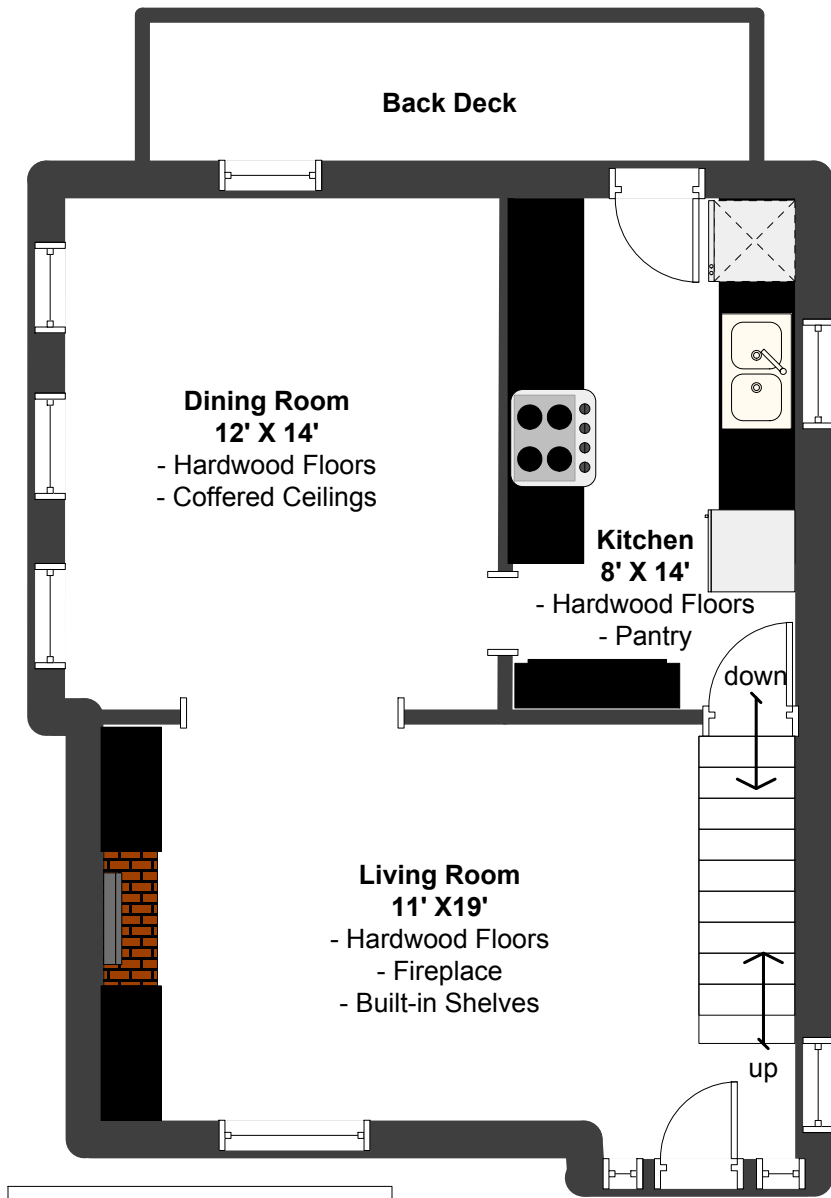 Back Deck
Dining Room
12' X 14'
- Hardwood Floors
- Coffered Ceilings
Kitchen
8' X 14'
- Hardwood Floors
- Pantry
down
Living Room
11' X19'
- Hardwood Floors
- Fireplace
- Built-in Shelves
up